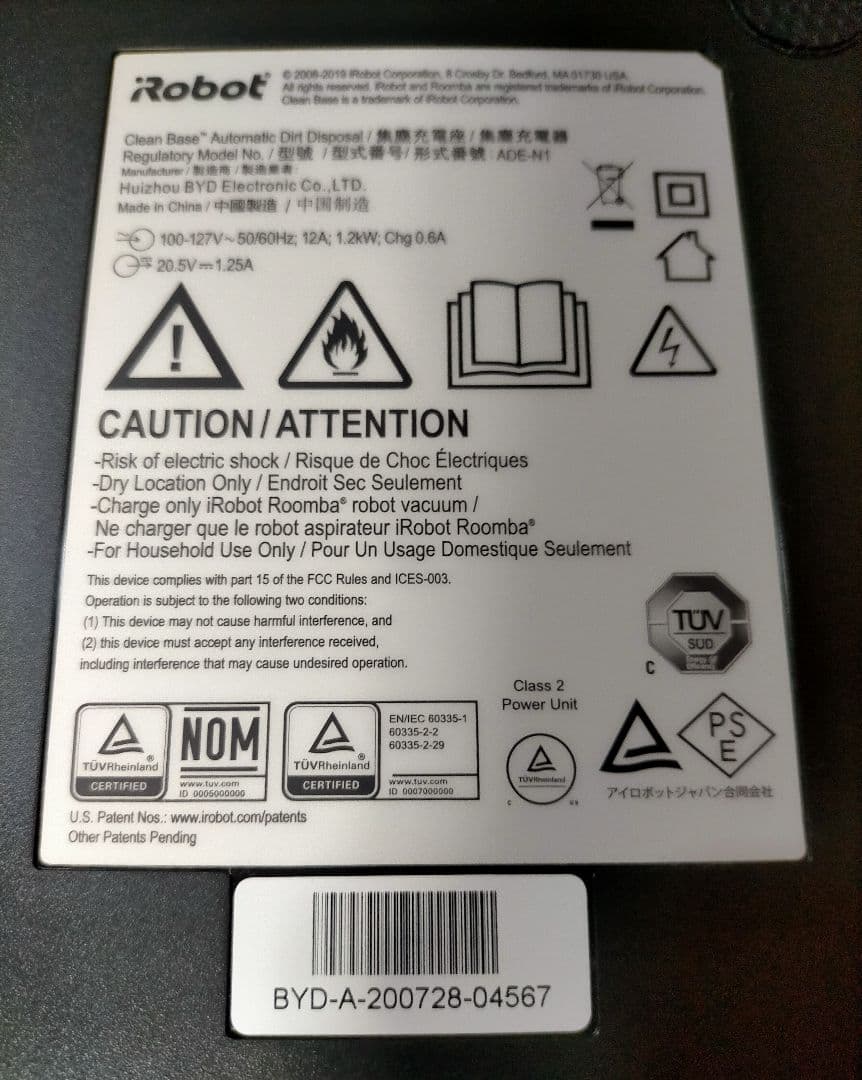 iRobot®
© 2006-2019 iRobot Corporation, 8 Crosby Dr. Bedford, MA 01730 USA
All rights reserved. iRobot and Roomba are registered trademarks of iRobot Corporation.
Clean Base is a trademark of iRobot Corporation.
Clean Base™ Automatic Dirt Disposal / 集塵充電座 / 集塵充電器
Regulatory Model No. / 型號 / 型式番号 / 形式番號 : ADE-N1
Manufacturer / 製造商 / 製造業者:
Huizhou BYD Electronic Co.,LTD.
Made in China / 中國製造 / 中国制造
100-127V~50/60Hz; 12A; 1.2kW; Chg 0.6A
20.5V⎓1.25A
CAUTION / ATTENTION
-Risk of electric shock / Risque de Choc Électriques
-Dry Location Only / Endroit Sec Seulement
-Charge only iRobot Roomba® robot vacuum /
Ne charger que le robot aspirateur iRobot Roomba®
-For Household Use Only / Pour Un Usage Domestique Seulement
This device complies with part 15 of the FCC Rules and ICES-003.
Operation is subject to the following two conditions:
(1) This device may not cause harmful interference, and
(2) this device must accept any interference received,
including interference that may cause undesired operation.
TÜV
SÜD
C
Class 2
Power Unit
TÜVRheinland®
CERTIFIED
NOM
www.tuv.com
ID 0005000000
TÜVRheinland®
CERTIFIED
EN/IEC 60335-1
60335-2-2
60335-2-29
www.tuv.com
ID 0007000000
TÜVRheinland
C US
PS
E
アイロボットジャパン合同会社
U.S. Patent Nos.: www.irobot.com/patents
Other Patents Pending
BYD-A-200728-04567